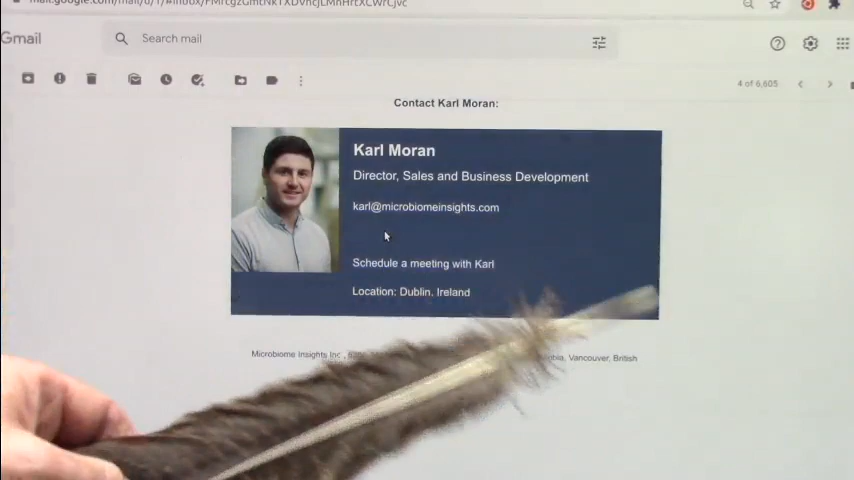 Gmail
Search mail
4 of 6,605
Contact Karl Moran:
Karl Moran
Director, Sales and Business Development
karl@microbiomeinsights.com
Schedule a meeting with Karl
Location: Dublin, Ireland
Microbiome Insights Inc., Vancouver, British